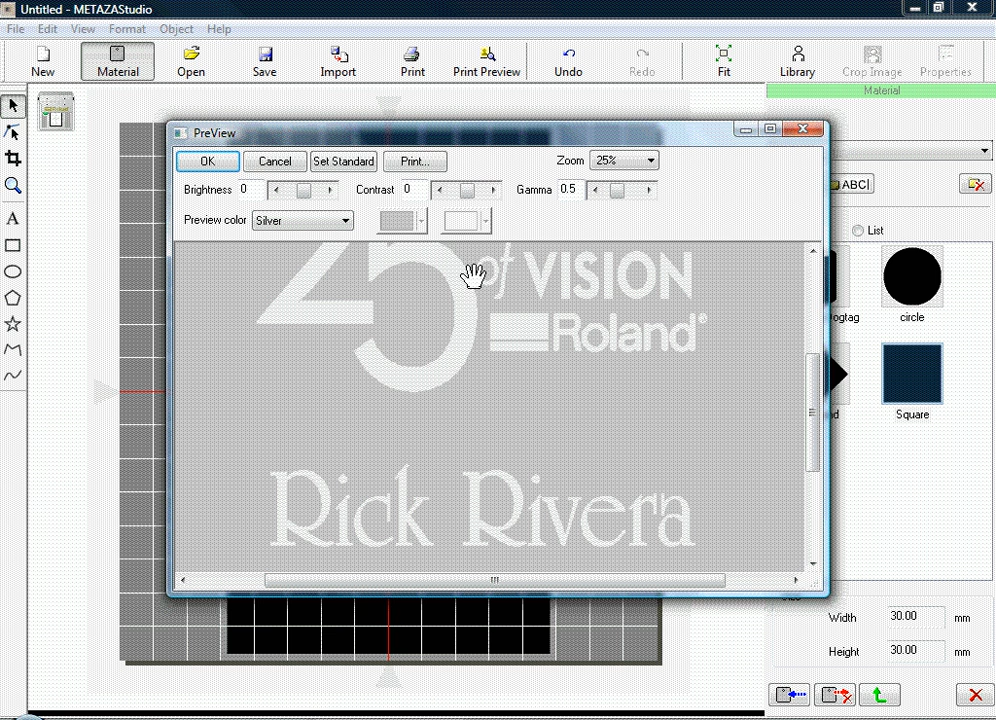 Untitled - METAZAStudio
File Edit View Format Object Help
New Material Open Save Import Print Print Preview Undo Redo Fit Library Crop Image Properties
Material
PreView
OK Cancel Set Standard Print... Zoom 25%
Brightness 0 Contrast 0 Gamma 0.5
Preview color Silver
ABC
List
25 of VISION
Roland®
circle
Square
Rick Rivera
Width 30.00 mm
Height 30.00 mm
A